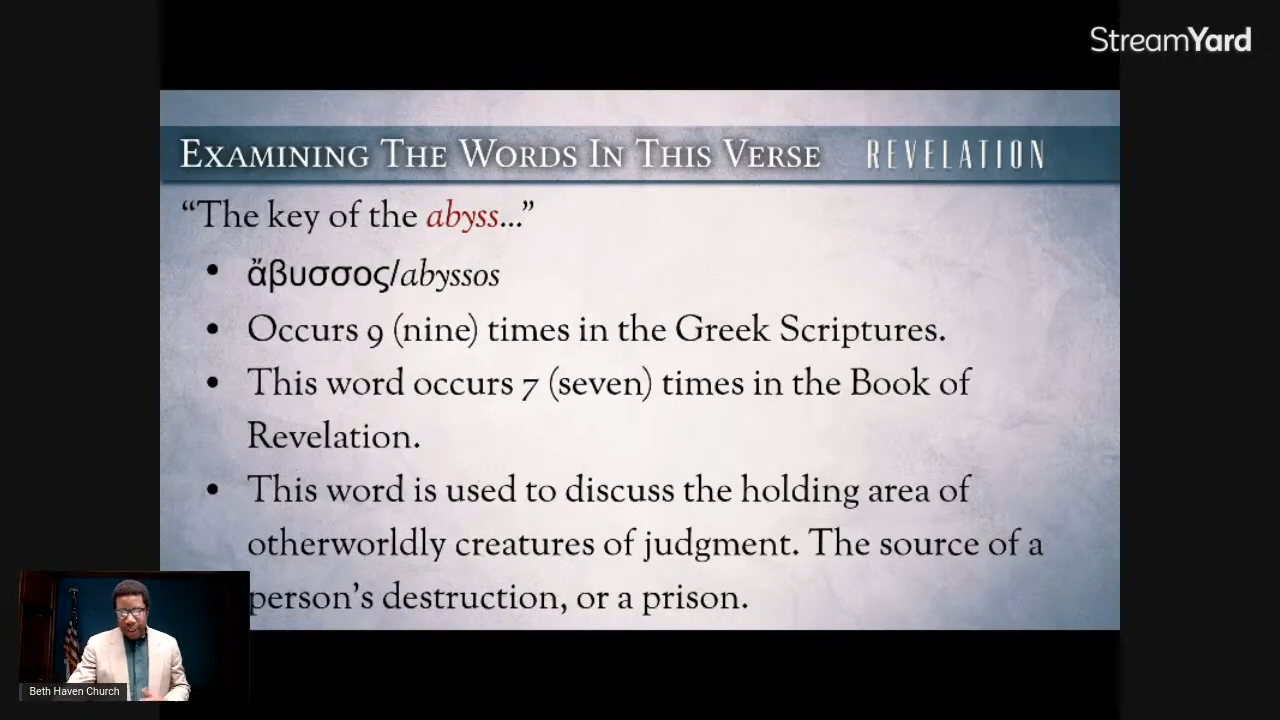 StreamYard
EXAMINING THE WORDS IN THIS VERSE REVELATION
“The key of the abyss...”
• ἄβυσσος/abyssos
• Occurs 9 (nine) times in the Greek Scriptures.
• This word occurs 7 (seven) times in the Book of
Revelation.
• This word is used to discuss the holding area of
otherworldly creatures of judgment. The source of a
person’s destruction, or a prison.
Beth Haven Church